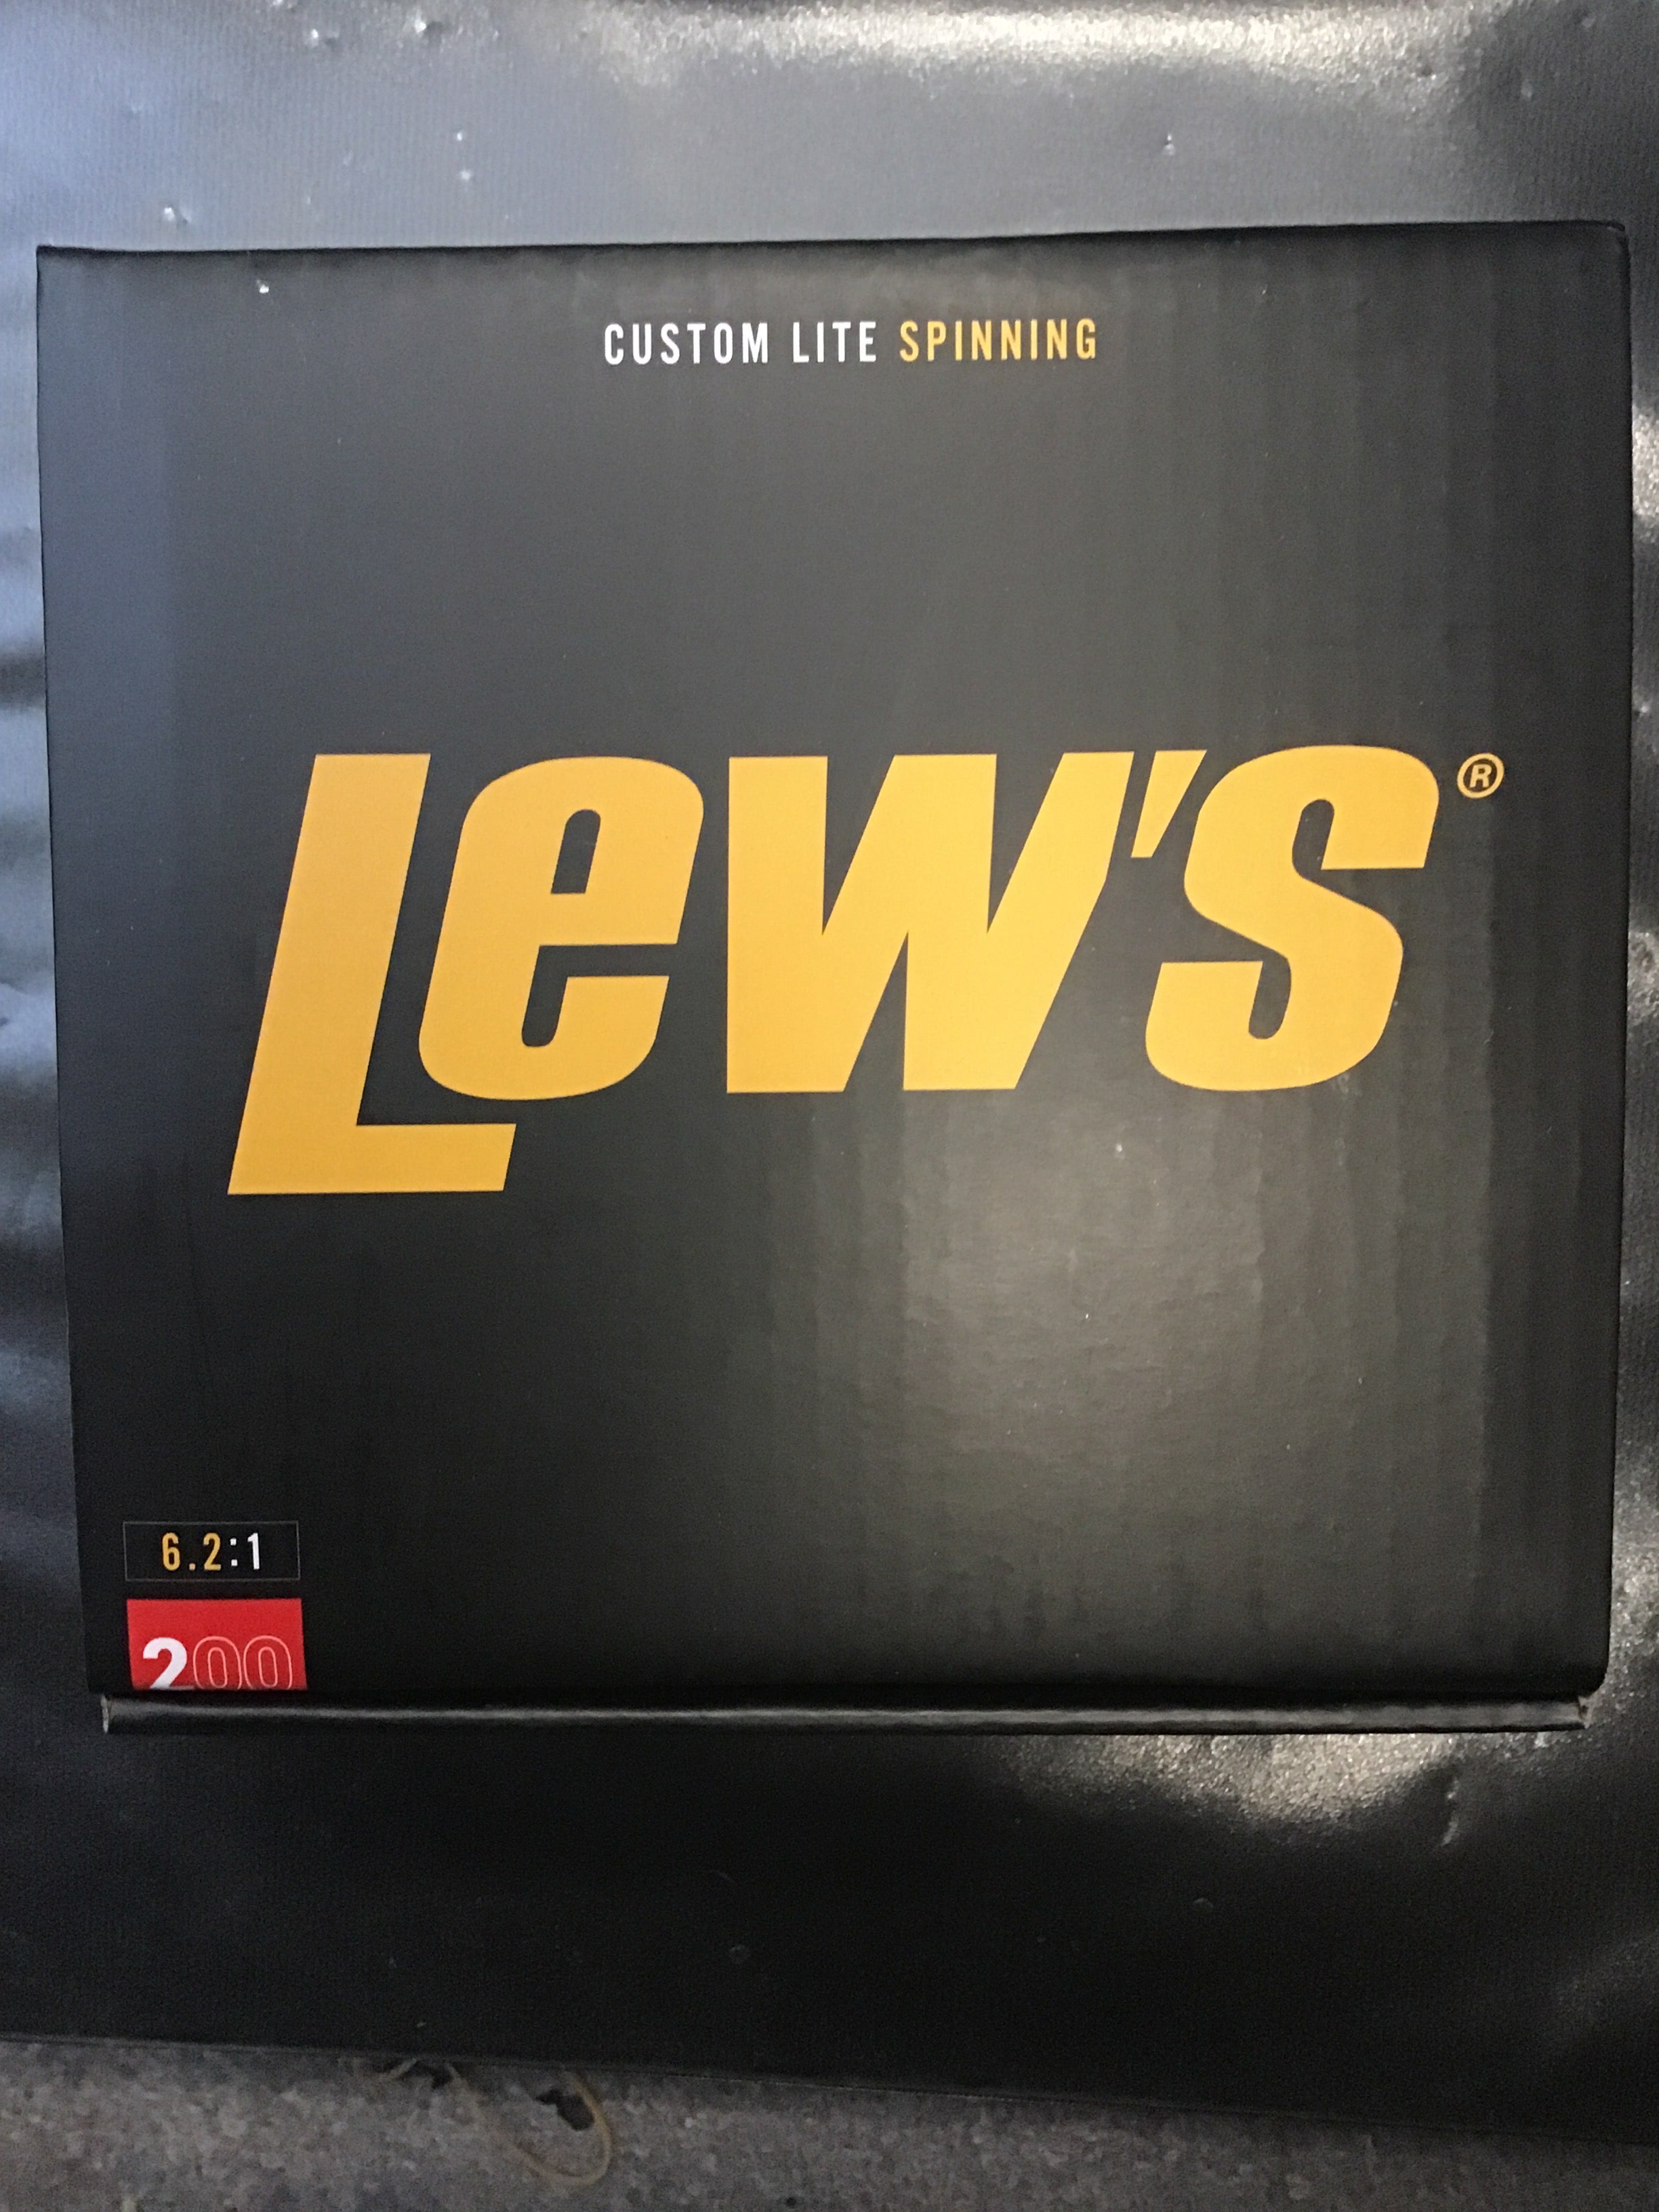 CUSTOM LITE SPINNING
Lew's®
6.2:1
200